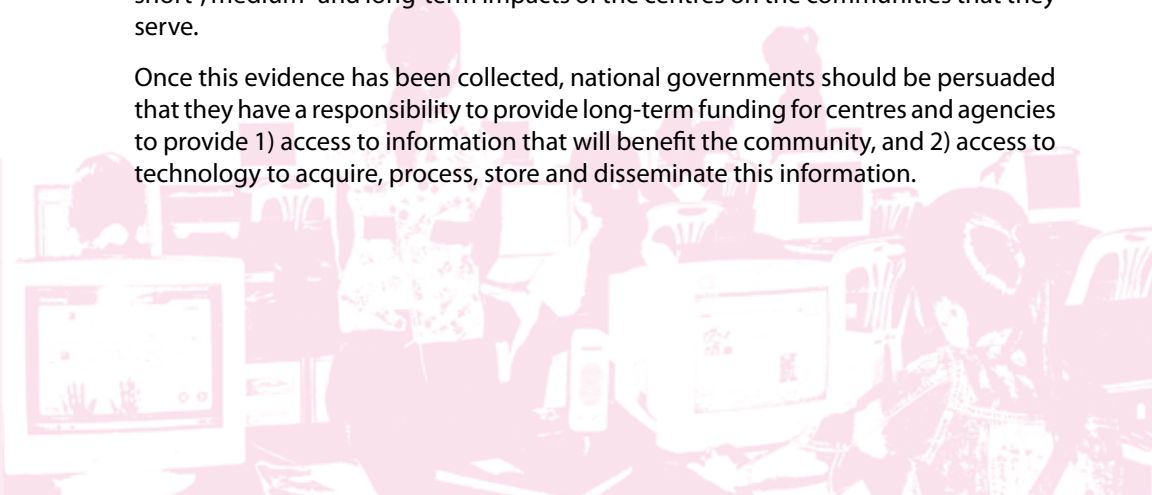 short-/medium- and long-term impacts of the centres on the communities that they
serve.
Once this evidence has been collected, national governments should be persuaded
that they have a responsibility to provide long-term funding for centres and agencies
to provide 1) access to information that will benefit the community, and 2) access to
technology to acquire, process, store and disseminate this information.